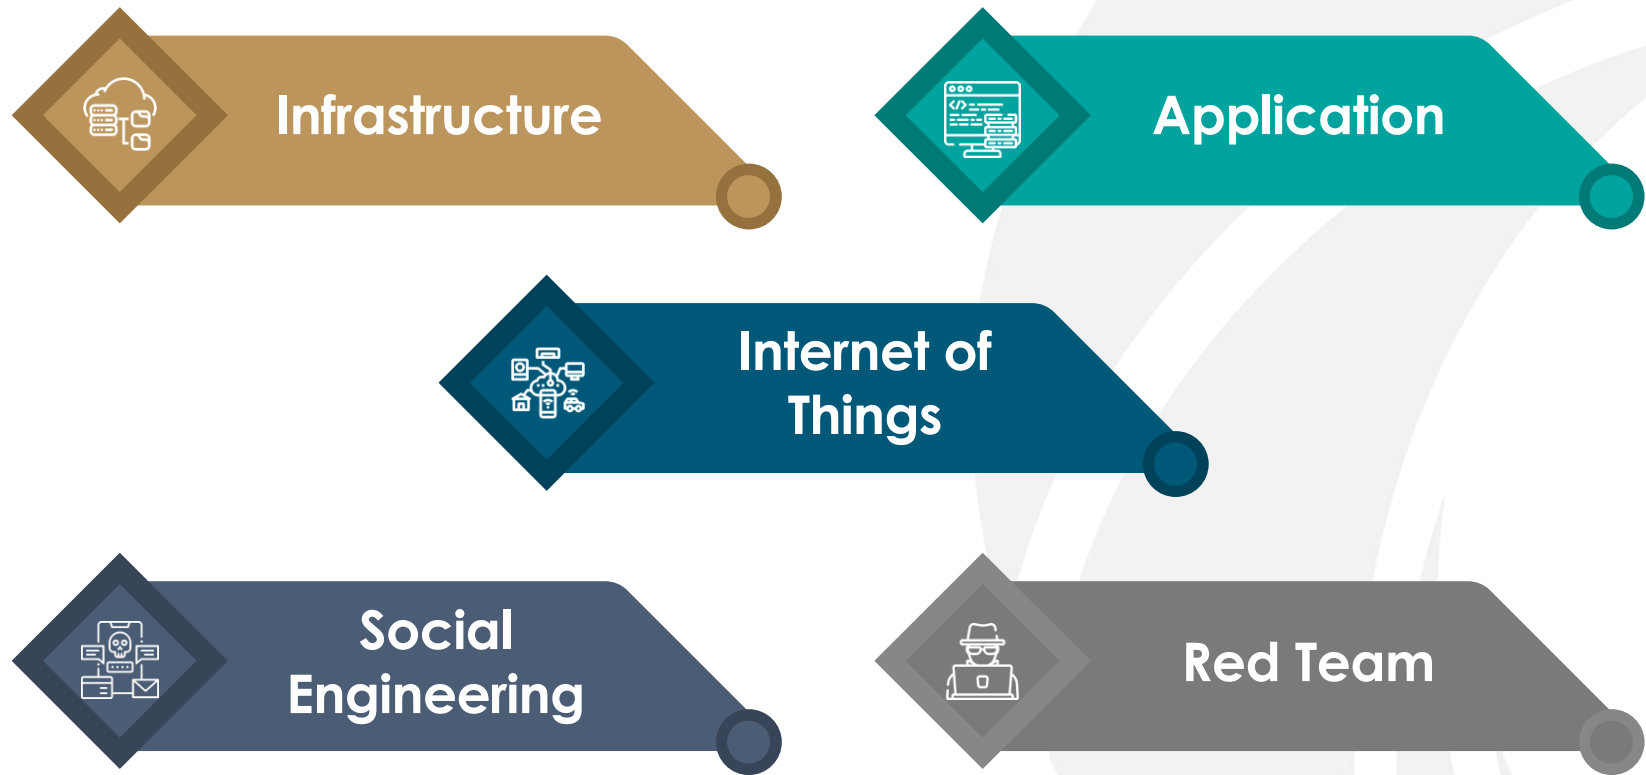 Infrastructure
Application
Internet of
Things
Social
Engineering
Red Team